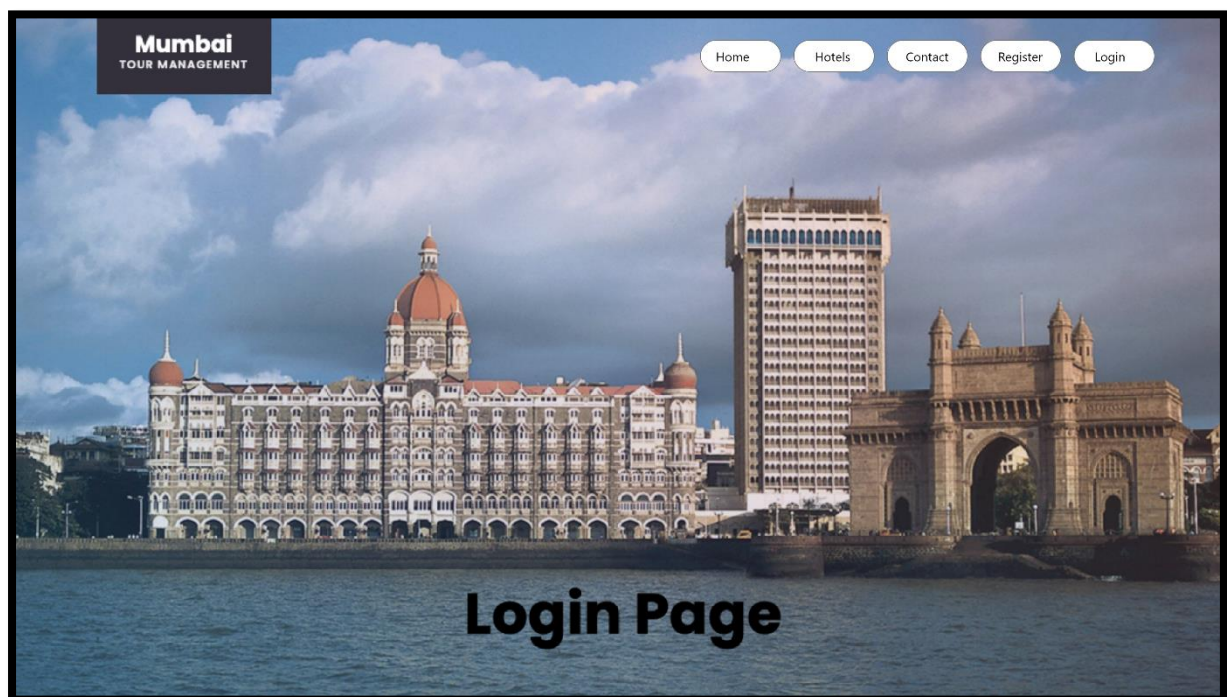 Mumbai
TOUR MANAGEMENT
Home Hotels Contact Register Login
Login Page